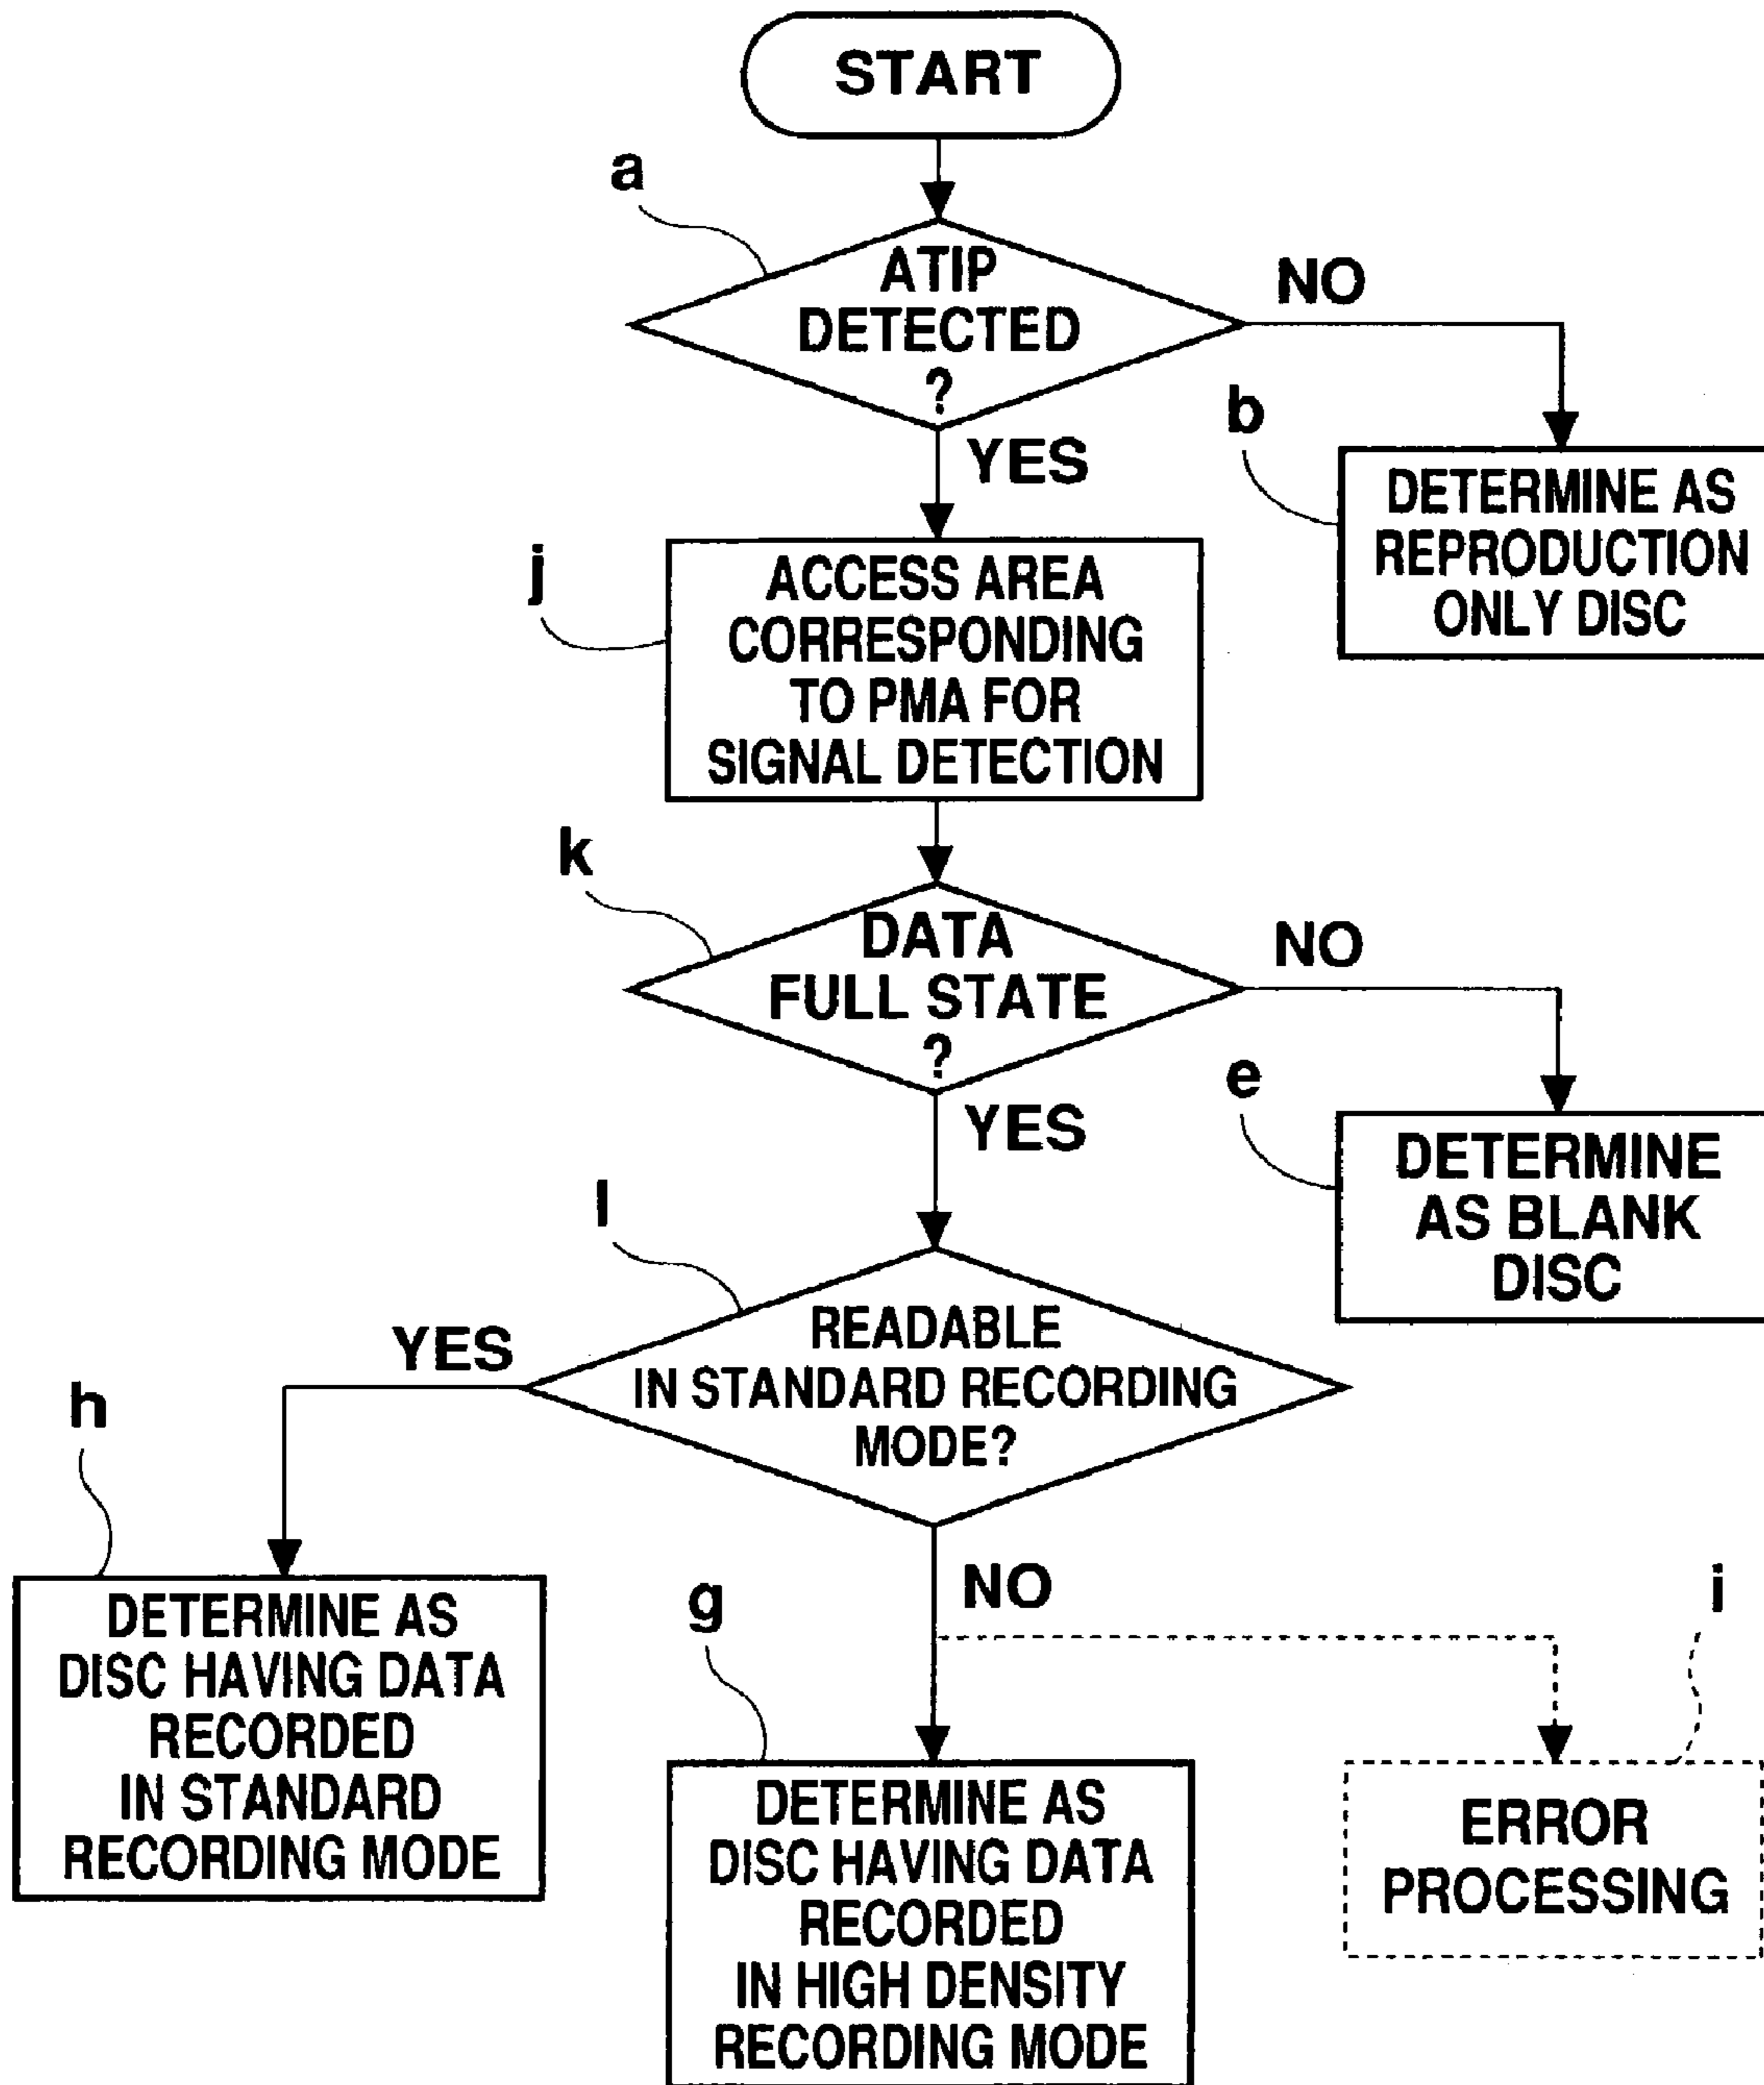 START
a
ATIP
DETECTED
?
NO
YES
b
DETERMINE AS
REPRODUCTION
ONLY DISC
j
ACCESS AREA
CORRESPONDING
TO PMA FOR
SIGNAL DETECTION
k
DATA
FULL STATE
?
NO
YES
e
DETERMINE
AS BLANK
DISC
l
READABLE
IN STANDARD RECORDING
MODE?
YES
NO
h
DETERMINE AS
DISC HAVING DATA
RECORDED
IN STANDARD
RECORDING MODE
g
DETERMINE AS
DISC HAVING DATA
RECORDED
IN HIGH DENSITY
RECORDING MODE
i
ERROR
PROCESSING